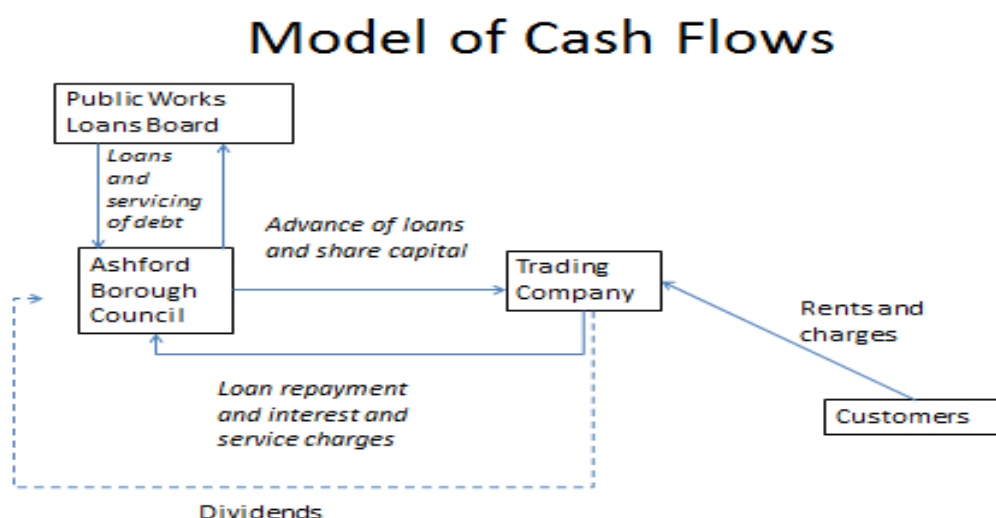 Model of Cash Flows
Public Works
Loans Board
Loans
and
servicing
of debt
Advance of loans
and share capital
Ashford
Borough
Council
Trading
Company
Rents and
charges
Loan repayment
and interest and
service charges
Customers
Dividends